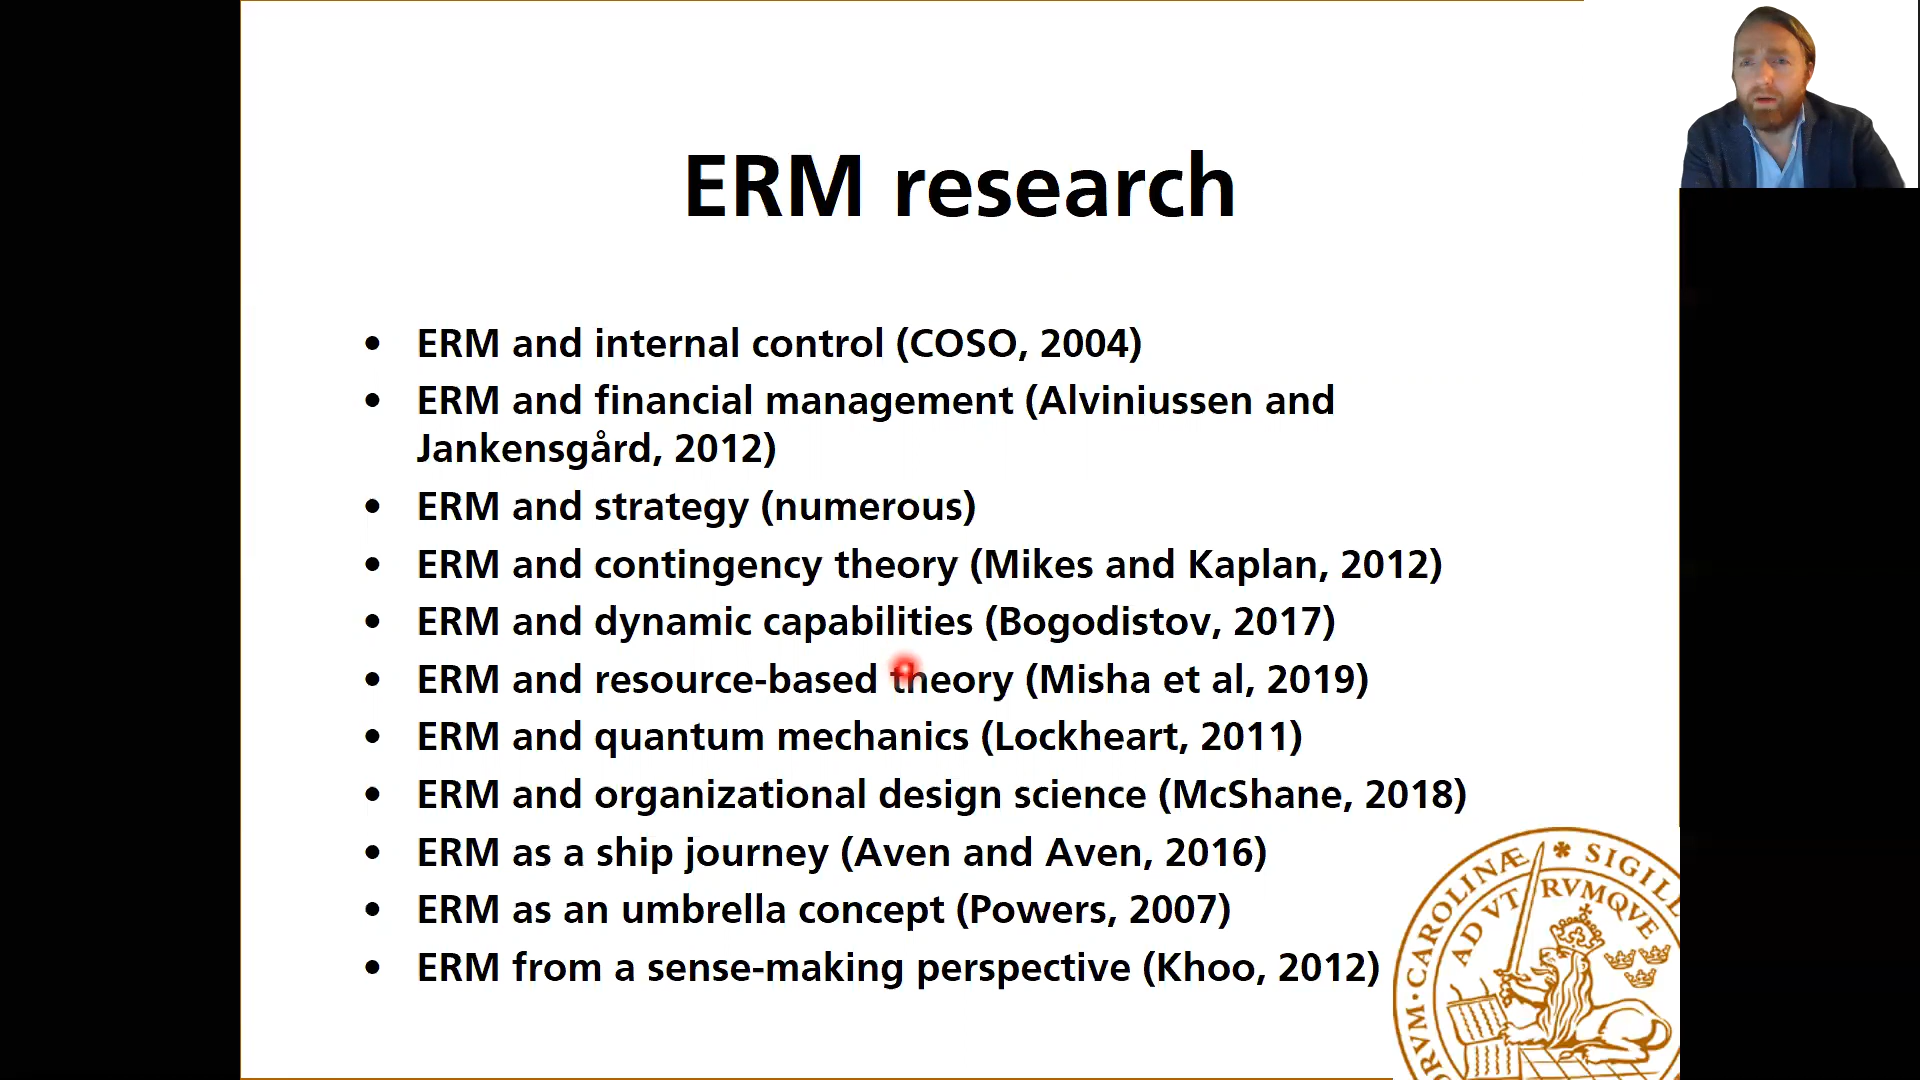 ERM research
• ERM and internal control (COSO, 2004)
• ERM and financial management (Alviniussen and
Jankensgård, 2012)
• ERM and strategy (numerous)
• ERM and contingency theory (Mikes and Kaplan, 2012)
• ERM and dynamic capabilities (Bogodistov, 2017)
• ERM and resource-based theory (Misha et al, 2019)
• ERM and quantum mechanics (Lockheart, 2011)
• ERM and organizational design science (McShane, 2018)
• ERM as a ship journey (Aven and Aven, 2016)
• ERM as an umbrella concept (Powers, 2007)
• ERM from a sense-making perspective (Khoo, 2012)
RVM · CAROLINÆ * SIGILL
AD VTRVMQVE